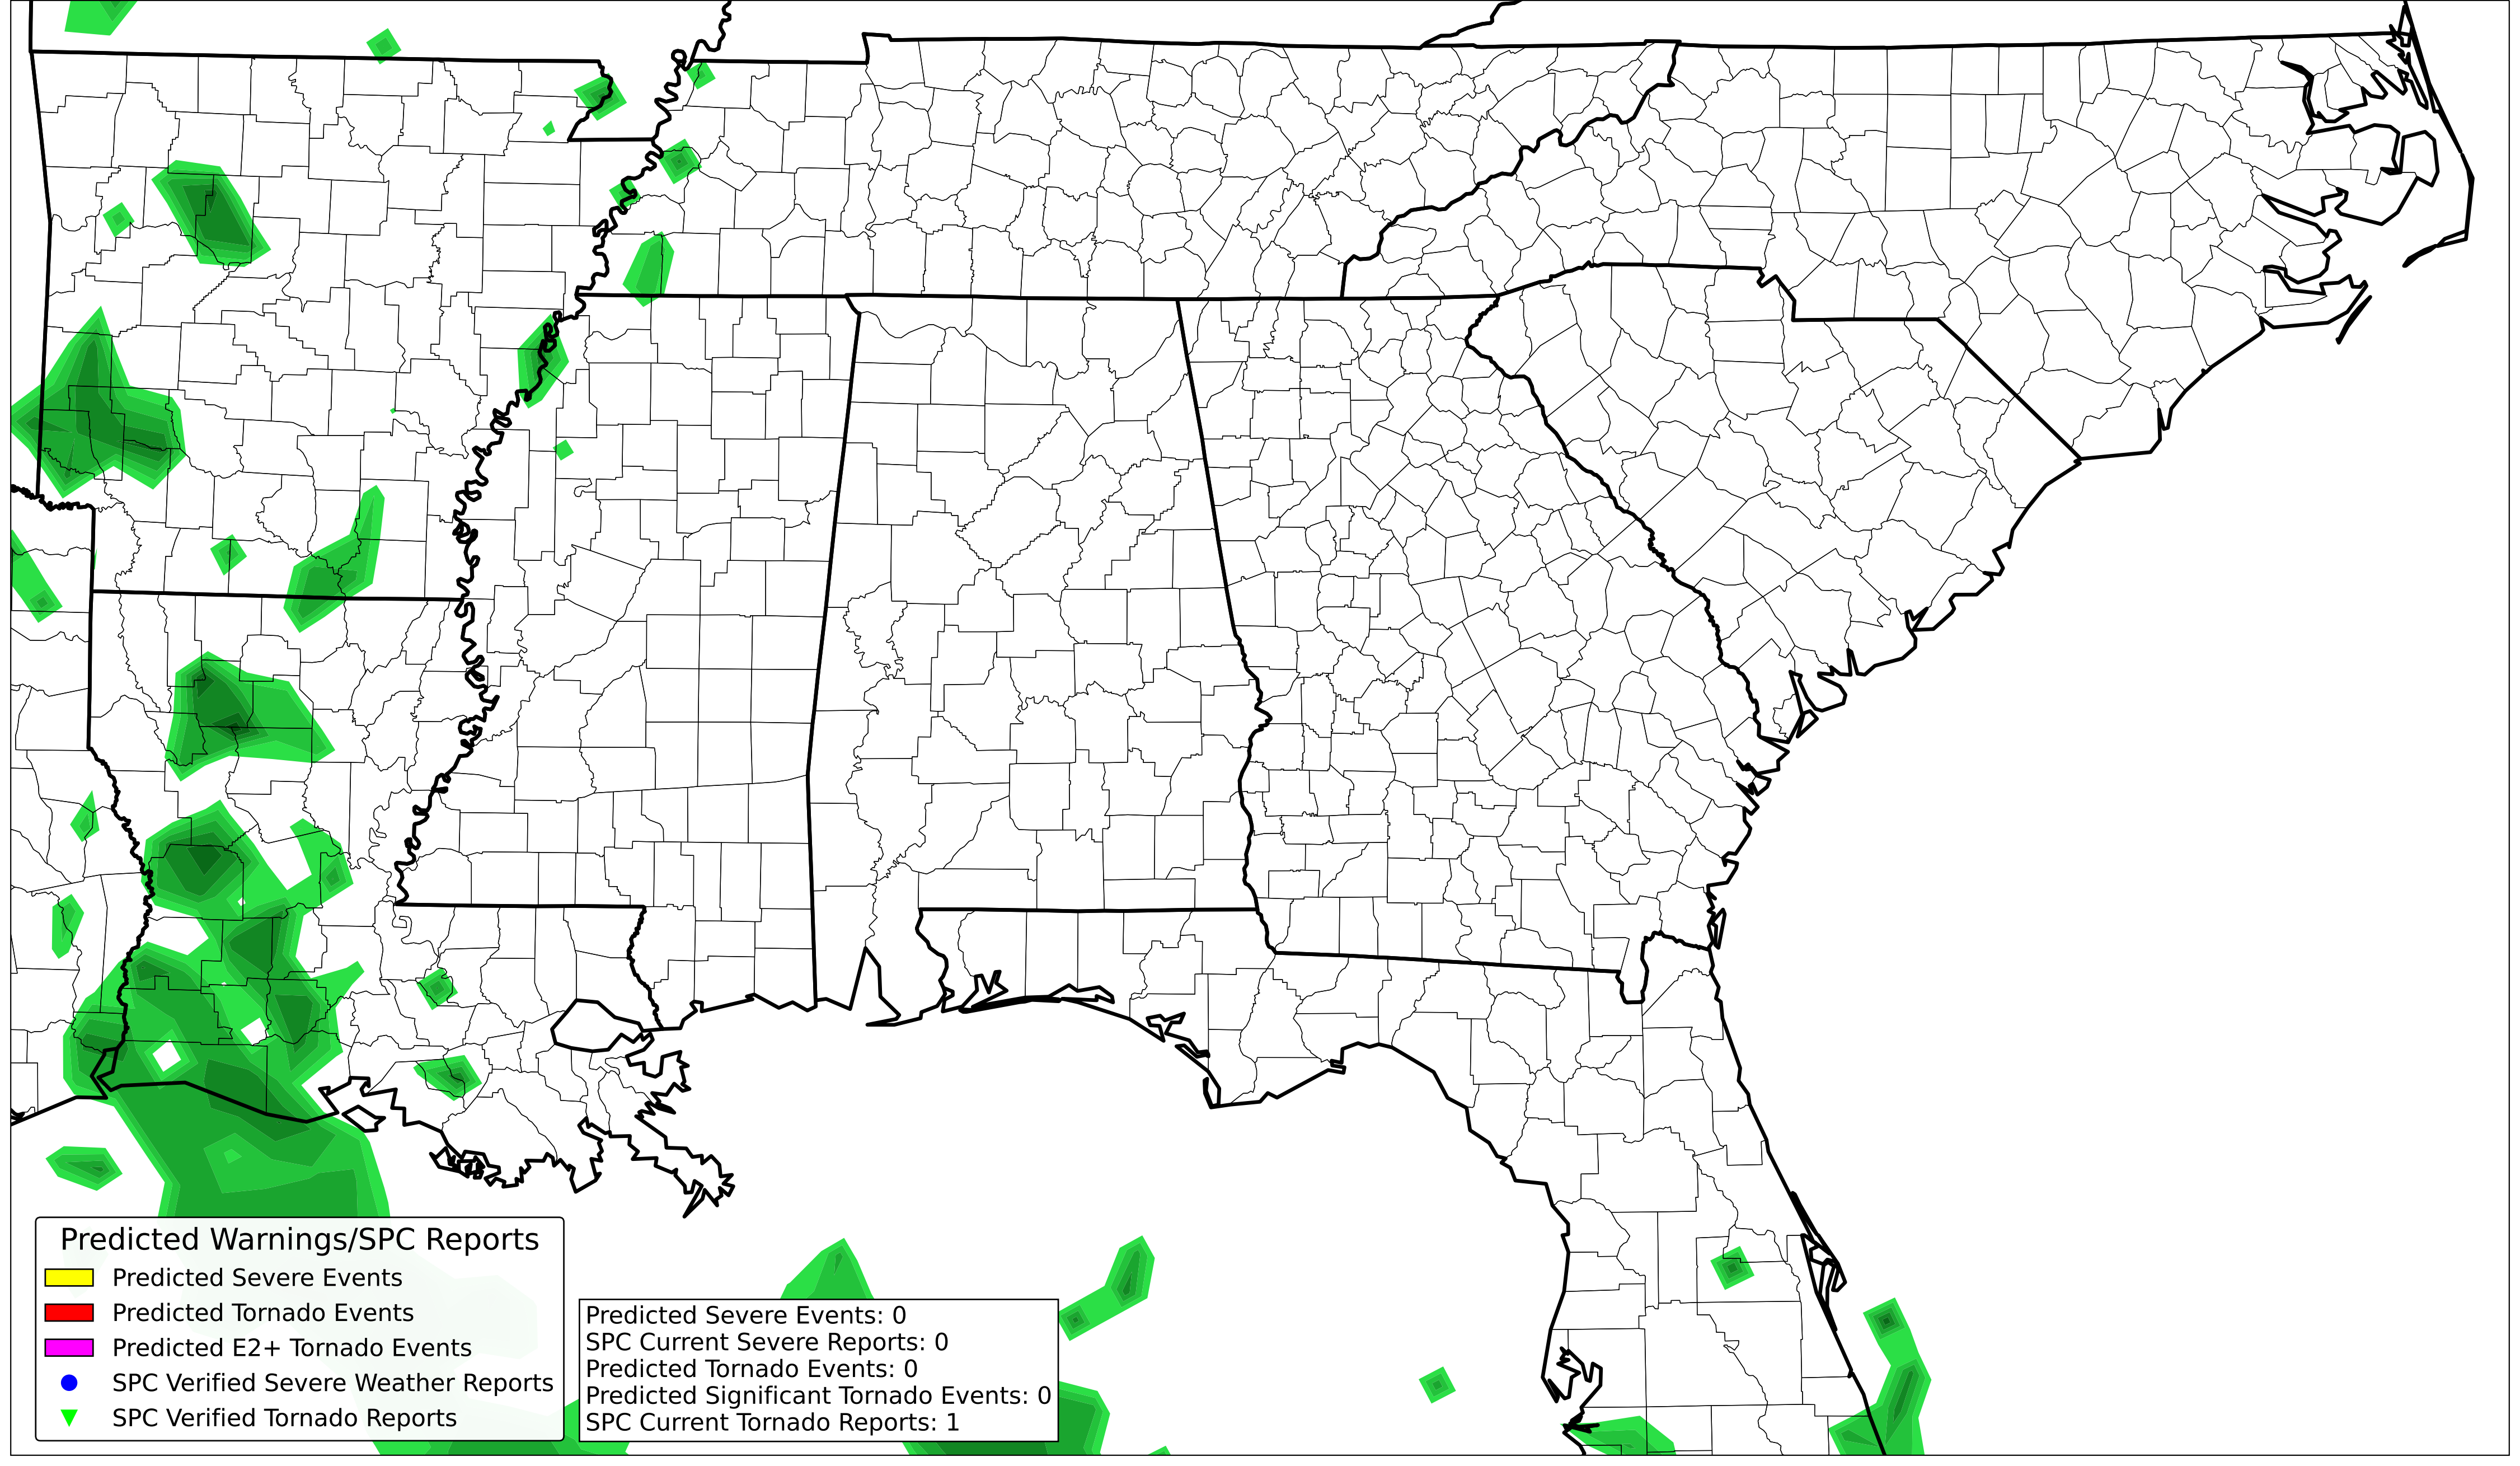 Predicted Warnings/SPC Reports
Predicted Severe Events
Predicted Tornado Events
Predicted E2+ Tornado Events
SPC Verified Severe Weather Reports
SPC Verified Tornado Reports
Predicted Severe Events: 0
SPC Current Severe Reports: 0
Predicted Tornado Events: 0
Predicted Significant Tornado Events: 0
SPC Current Tornado Reports: 1